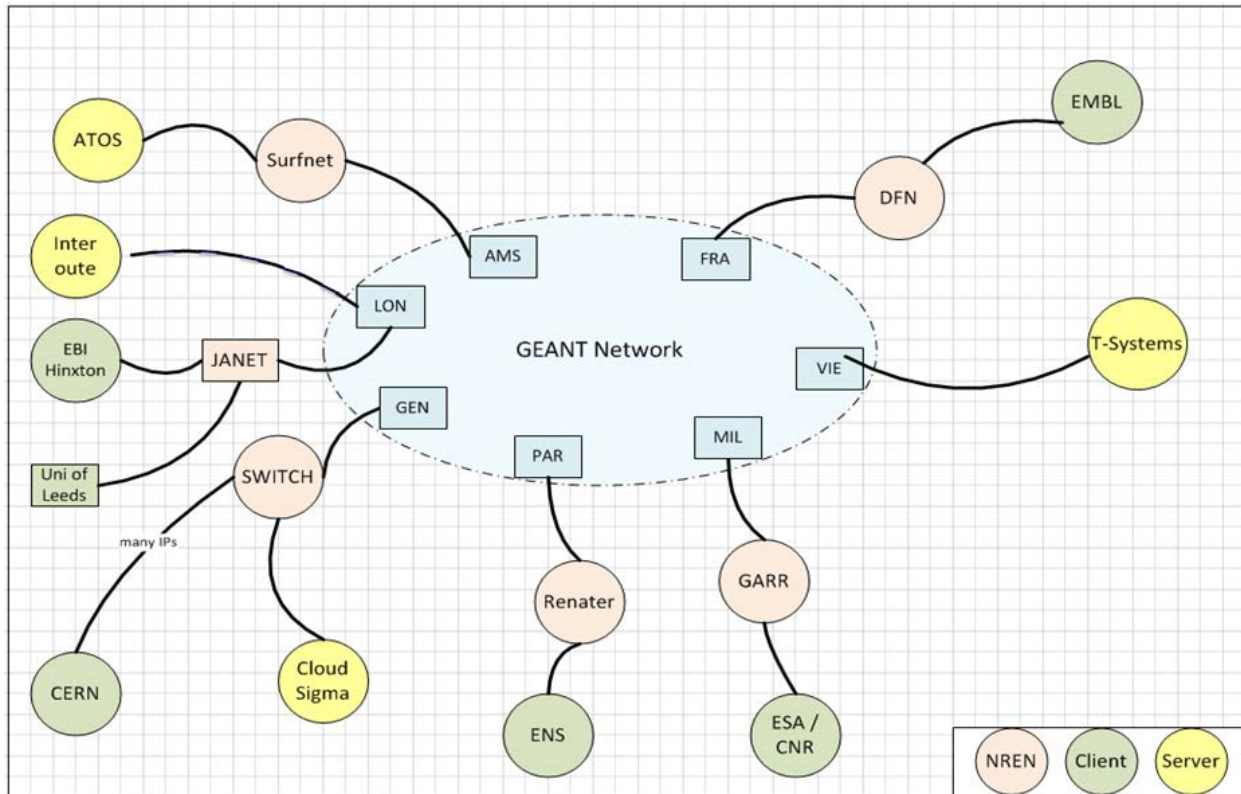 EMBL
ATOS
Surfnet
DFN
Inter
oute
AMS
FRA
LON
T-Systems
EBI
Hinxton
JANET
GEANT Network
VIE
GEN
MIL
PAR
Uni of
Leeds
SWITCH
many IPs
GARR
Renater
Cloud
Sigma
CERN
ENS
ESA /
CNR
NREN
Client
Server